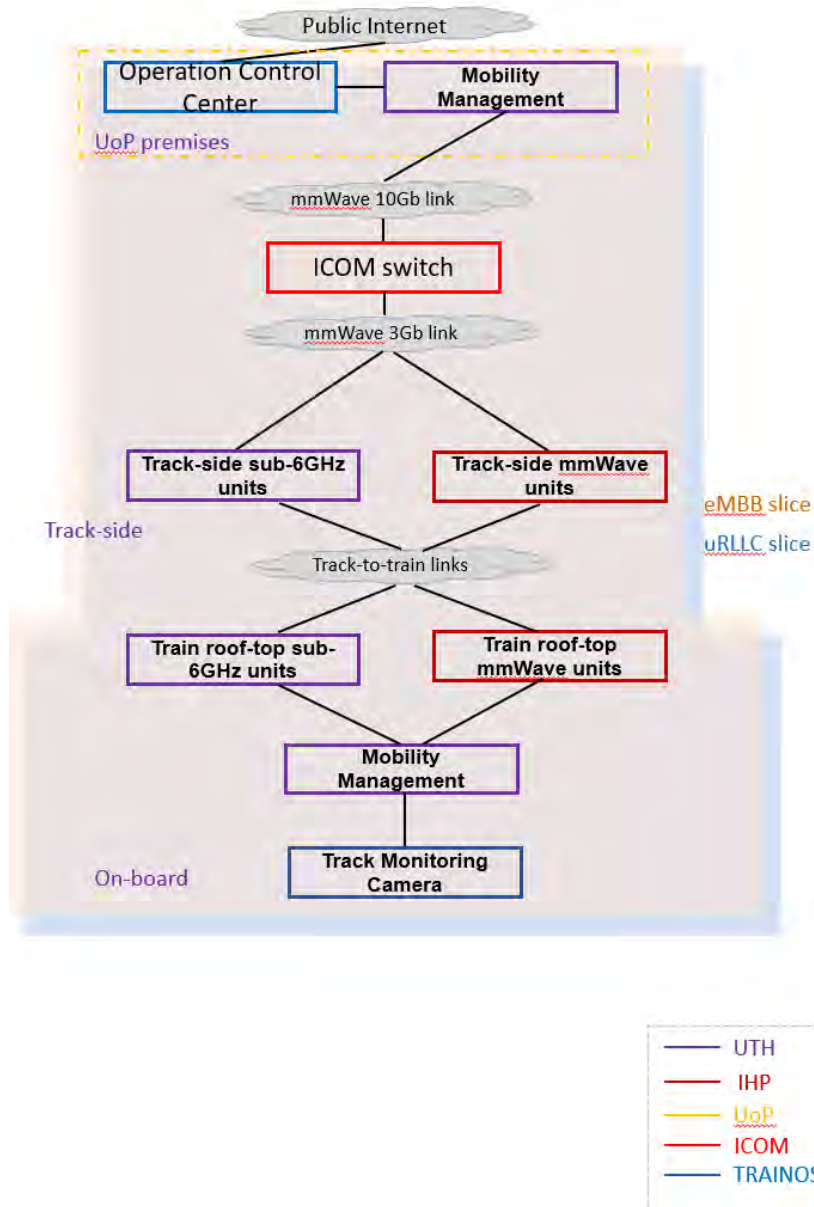 Public Internet
Operation Control
Center
Mobility
Management
UoP premises
mmWave 10Gb link
ICOM switch
mmWave 3Gb link
Track-side sub-6GHz
units
Track-side mmWave
units
eMBB slice
Track-side
uRLLC slice
Track-to-train links
Train roof-top sub-
6GHz units
Train roof-top
mmWave units
Mobility
Management
Track Monitoring
Camera
On-board
UTH
IHP
UoP
ICOM
TRAINOS